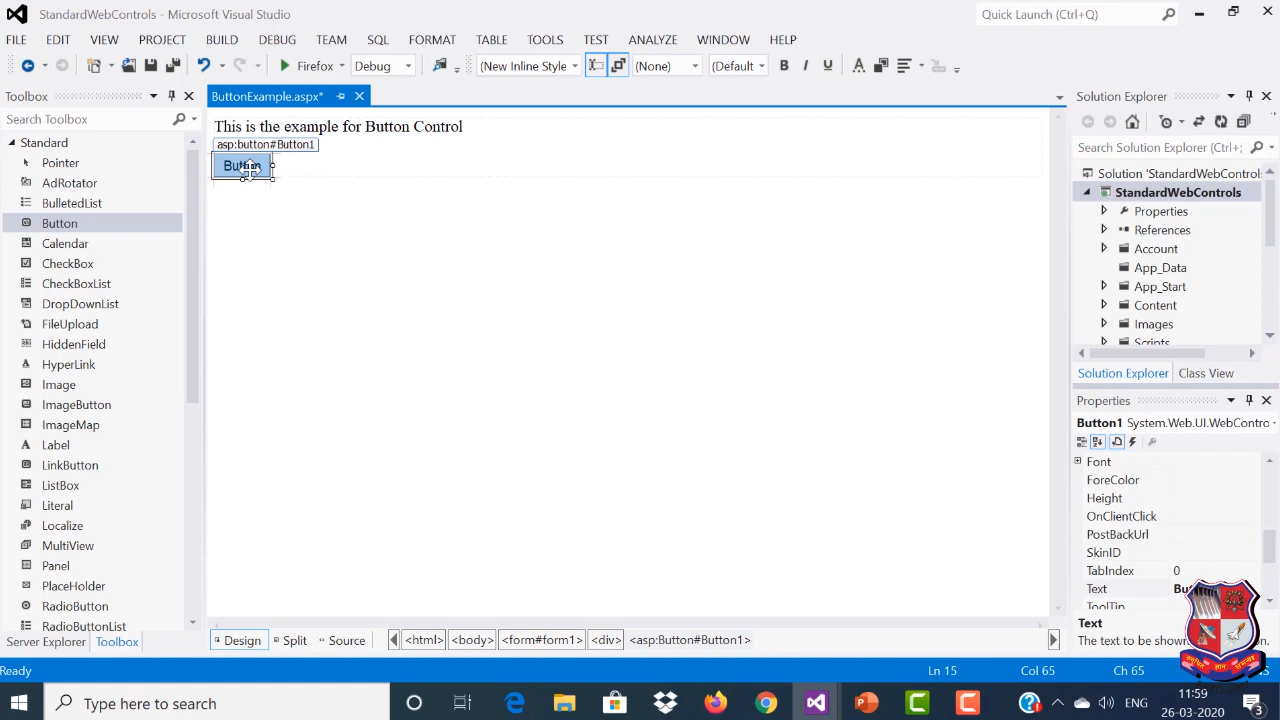 StandardWebControls - Microsoft Visual Studio
Quick Launch (Ctrl+Q)
FILE EDIT VIEW PROJECT BUILD DEBUG TEAM SQL FORMAT TABLE TOOLS TEST ANALYZE WINDOW HELP
Firefox Debug (New Inline Style (None) (Default B I U A
Toolbox
ButtonExample.aspx*
Solution Explorer
Search Toolbox
Search Solution Explorer (Ctrl+;
This is the example for Button Control
asp:button#Button1
Button
Standard
Pointer
AdRotator
BulletedList
Button
Calendar
CheckBox
CheckBoxList
DropDownList
FileUpload
HiddenField
HyperLink
Image
ImageButton
ImageMap
Label
LinkButton
ListBox
Literal
Localize
MultiView
Panel
PlaceHolder
RadioButton
RadioButtonList
Server Explorer Toolbox
Solution 'StandardWebControls
StandardWebControls
Properties
References
Account
App_Data
App_Start
Content
Images
Scripts
Solution Explorer Class View
Properties
Button1 System.Web.UI.WebContro
Font
ForeColor
Height
OnClientClick
PostBackUrl
SkinID
TabIndex 0
Text
ToolTip
Text
The text to be shown
Design Split Source <html> <body> <form#form1> <div> <asp:Button#Button1>
Ready Ln 15 Col 65 Ch 65
Type here to search
ENG
11:59
26-03-2020
3